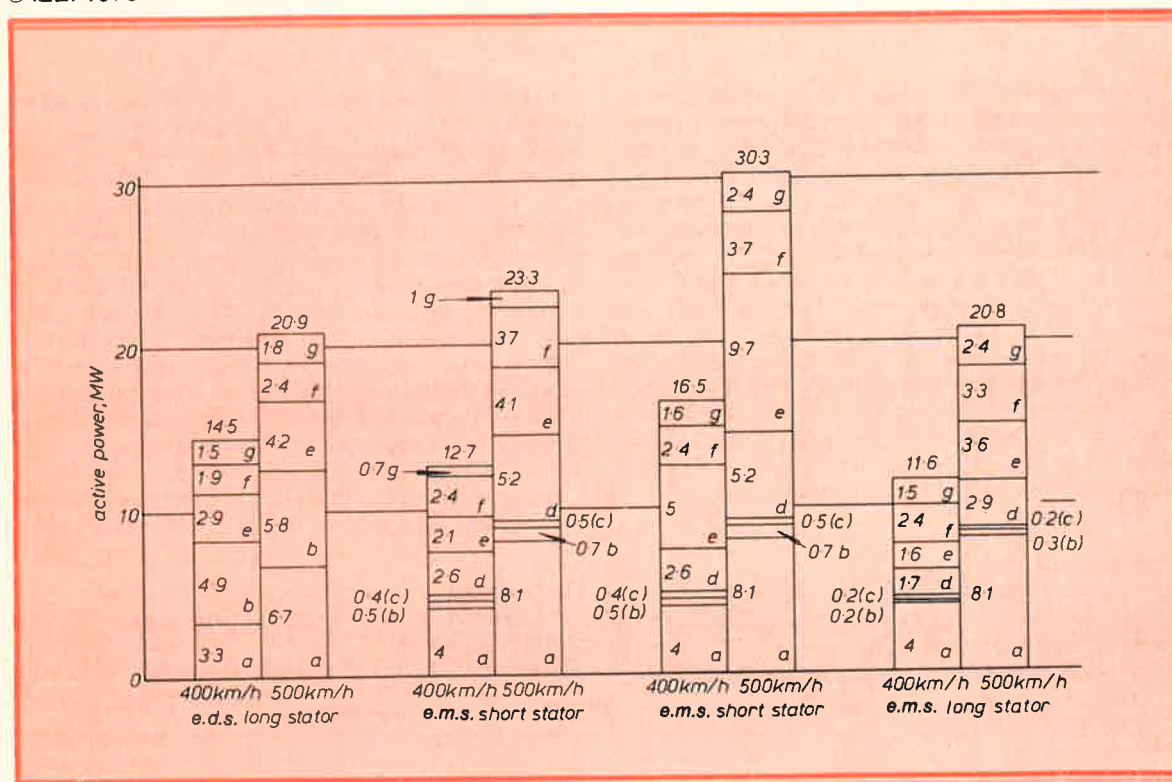 30·3
30
2·4 g
3·7 f
23·3
1 g
20·9
20·8
20
1·8 g
37 f
9·7 e
2·4 g
2·4 f
16·5
3·3 f
14·5
4·1 e
1·6 g
1·5 g
4·2 e
12·7
2·4 f
3·6 e
0·7 g
11·6
1·9 f
5·2 d
5·2 d
1·5 g
active power, MW
10
2·4 f
5 e
2·9 d
2·9 e
5·8 b
0·5(c)
0·5(c)
2·4 f
0·2(c)
2·1 e
0·7 b
0·7 b
0·3(b)
1·6 e
4·9 b
2·6 d
2·6 d
1·7 d
0·4(c)
8·1 a
0·4(c)
8·1 a
0·2(c)
8·1 a
0·5(b)
0·5(b)
0·2(b)
6·7 a
3·3 a
4 a
4 a
4 a
0
400km/h 500km/h 400km/h 500km/h 400km/h 500km/h 400km/h 500km/h
e.d.s. long stator e.m.s. short stator e.m.s. short stator e.m.s. long stator